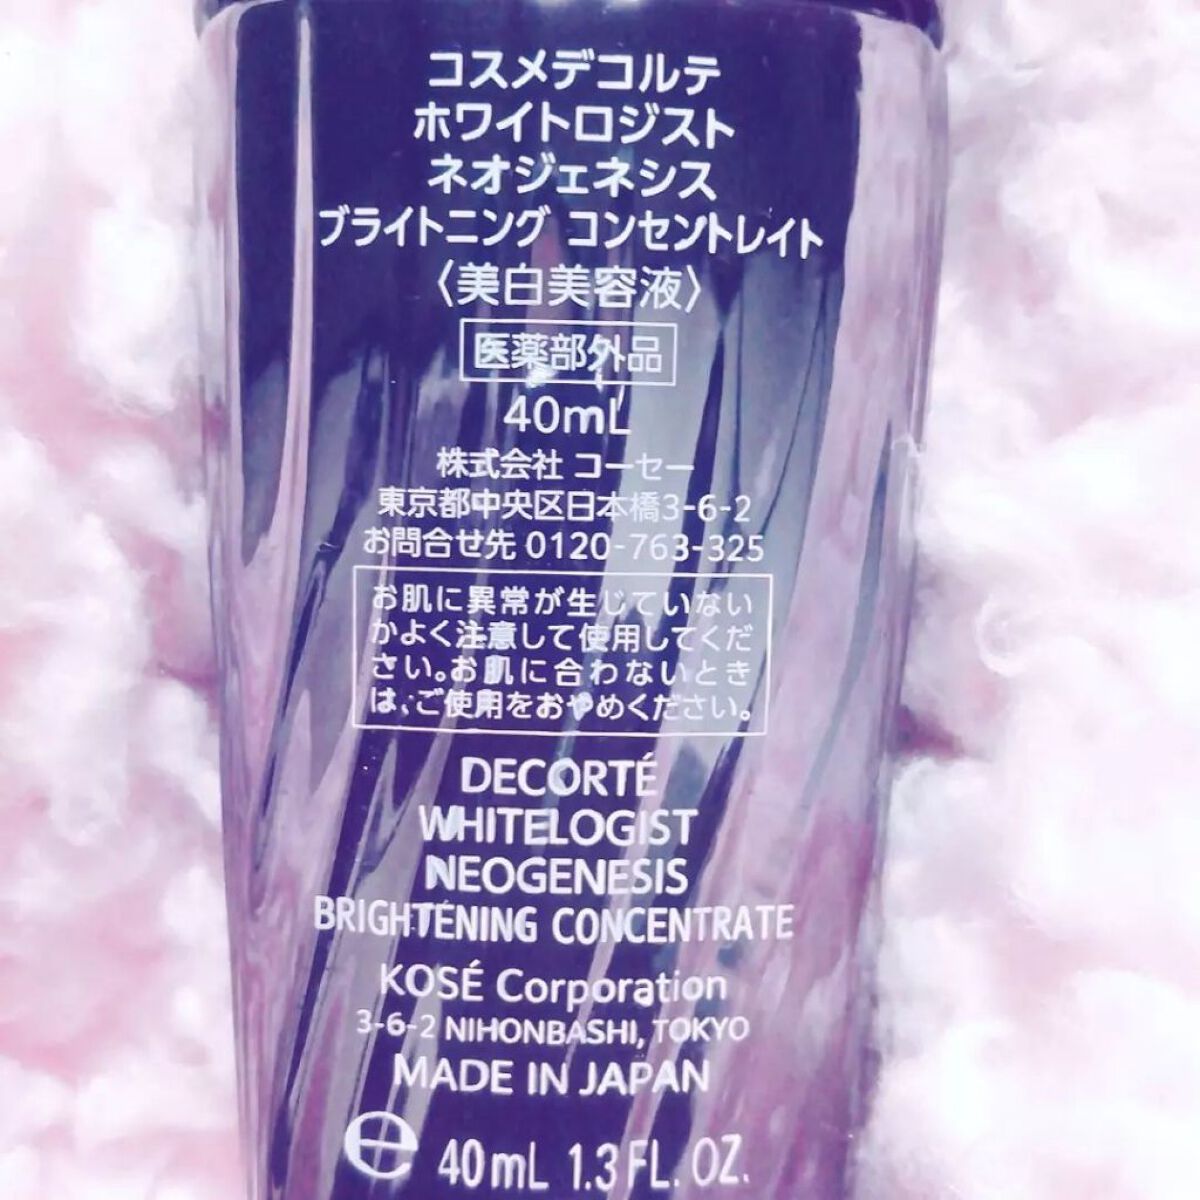 コスメデコルテ
ホワイトロジスト
ネオジェネシス
ブライトニング コンセントレイト
〈美白美容液〉
医薬部外品
40mL
株式会社 コーセー
東京都中央区日本橋3-6-2
お問合せ先 0120-763-325
お肌に異常が生じていない
かよく注意して使用してくだ
さい。お肌に合わないとき
は、ご使用をおやめください。
DECORTÉ
WHITELOGIST
NEOGENESIS
BRIGHTENING CONCENTRATE
KOSÉ Corporation
3-6-2 NIHONBASHI, TOKYO
MADE IN JAPAN
℮ 40mL 1.3 FL. OZ.